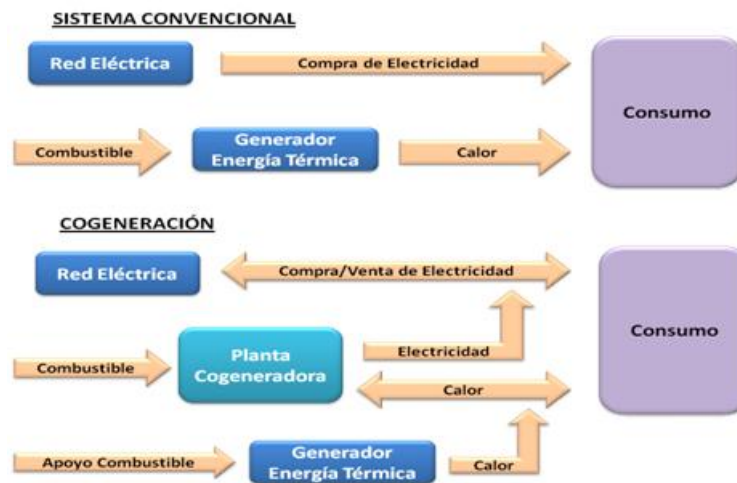 SISTEMA CONVENCIONAL
Red Eléctrica
Compra de Electricidad
Consumo
Combustible
Generador
Energía Térmica
Calor
COGENERACIÓN
Red Eléctrica
Compra/Venta de Electricidad
Consumo
Electricidad
Combustible
Planta
Cogeneradora
Calor
Apoyo Combustible
Generador
Energía Térmica
Calor